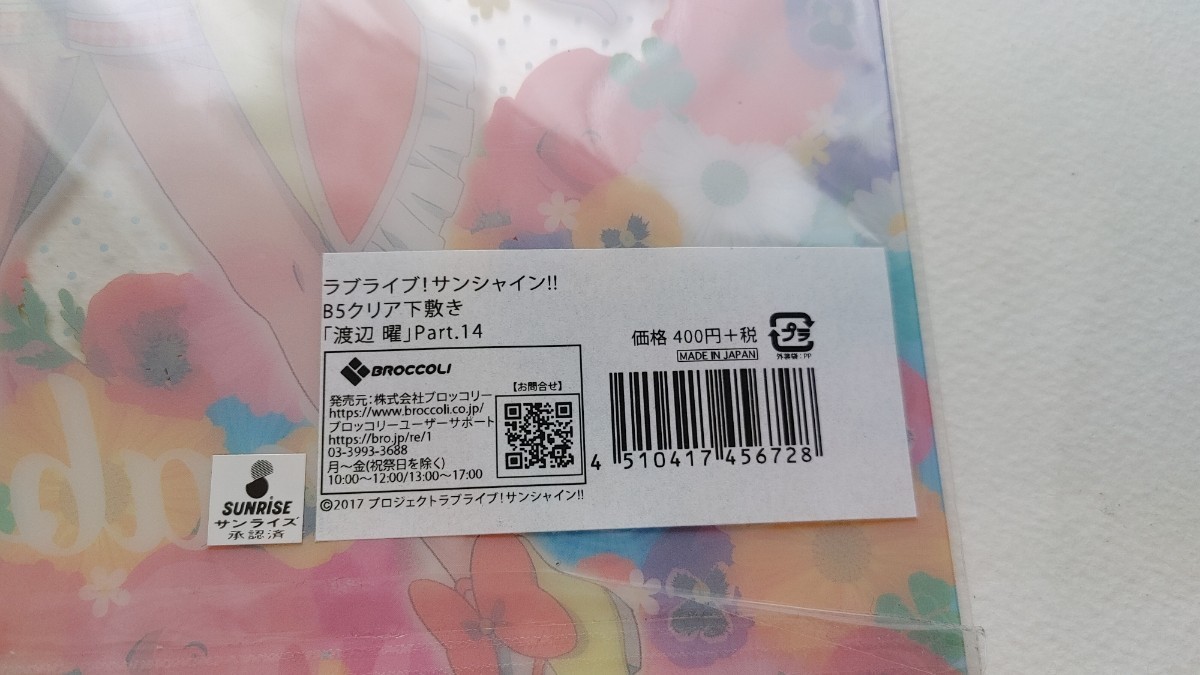 ラブライブ!サンシャイン!!
B5クリア下敷き
「渡辺 曜」Part.14
価格 400円+税
MADE IN JAPAN
プラ
外装袋:PP
BROCCOLI
【お問合せ】
発売元:株式会社ブロッコリー
https://www.broccoli.co.jp/
ブロッコリーユーザーサポート
https://bro.jp/re/1
03-3993-3688
月〜金(祝祭日を除く)
10:00〜12:00/13:00〜17:00
4 510417 456728
©2017 プロジェクトラブライブ!サンシャイン!!
SUNRISE
サンライズ
承認済